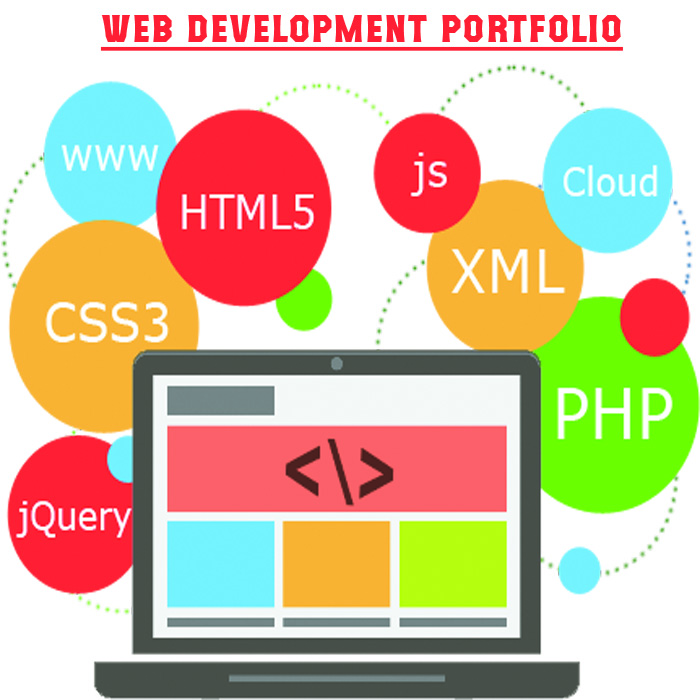 WEB DEVELOPMENT PORTFOLIO
www
HTML5
js
Cloud
XML
CSS3
PHP
jQuery
<\>